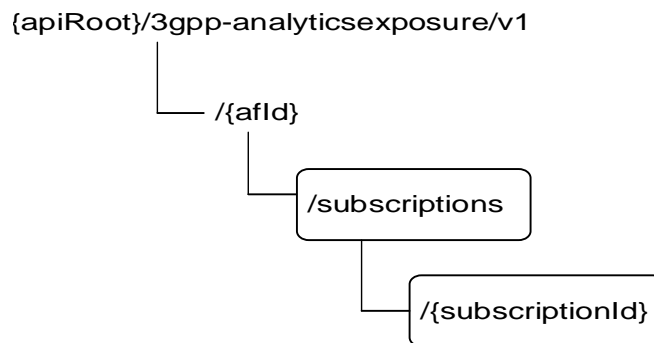 {apiRoot}/3gpp-analyticsexposure/v1
/{afId}
/subscriptions
/{subscriptionId}